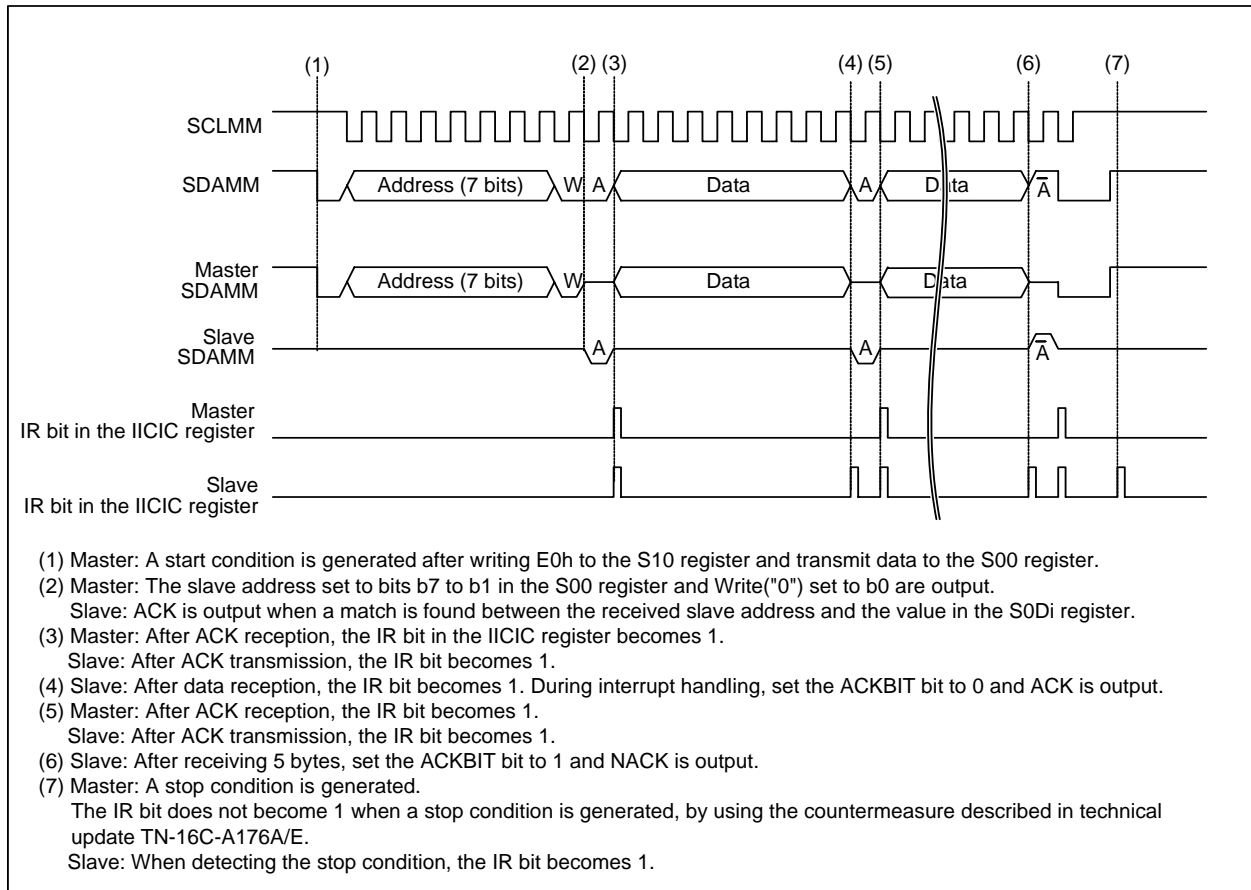 (1) (2) (3) (4) (5) (6) (7)
SCLMM
SDAMM Address (7 bits) W A Data A Data A̅
Master
SDAMM Address (7 bits) W Data Data
Slave
SDAMM A A A̅
Master
IR bit in the IICIC register
Slave
IR bit in the IICIC register
(1) Master: A start condition is generated after writing E0h to the S10 register and transmit data to the S00 register.
(2) Master: The slave address set to bits b7 to b1 in the S00 register and Write("0") set to b0 are output.
Slave: ACK is output when a match is found between the received slave address and the value in the S0Di register.
(3) Master: After ACK reception, the IR bit in the IICIC register becomes 1.
Slave: After ACK transmission, the IR bit becomes 1.
(4) Slave: After data reception, the IR bit becomes 1. During interrupt handling, set the ACKBIT bit to 0 and ACK is output.
(5) Master: After ACK reception, the IR bit becomes 1.
Slave: After ACK transmission, the IR bit becomes 1.
(6) Slave: After receiving 5 bytes, set the ACKBIT bit to 1 and NACK is output.
(7) Master: A stop condition is generated.
The IR bit does not become 1 when a stop condition is generated, by using the countermeasure described in technical
update TN-16C-A176A/E.
Slave: When detecting the stop condition, the IR bit becomes 1.